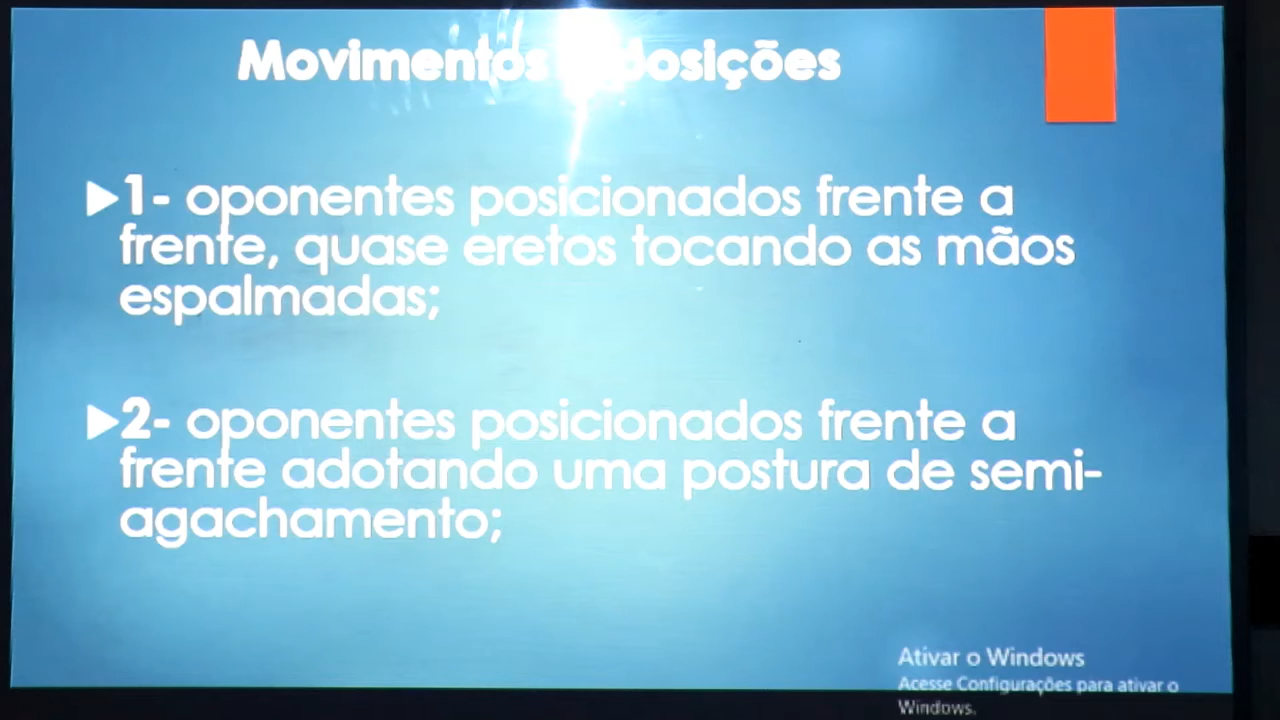 Movimentos posições
1- oponentes posicionados frente a
frente, quase eretos tocando as mãos
espalmadas;
2- oponentes posicionados frente a
frente adotando uma postura de semi-
agachamento;
Ativar o Windows
Acesse Configurações para ativar o
Windows.